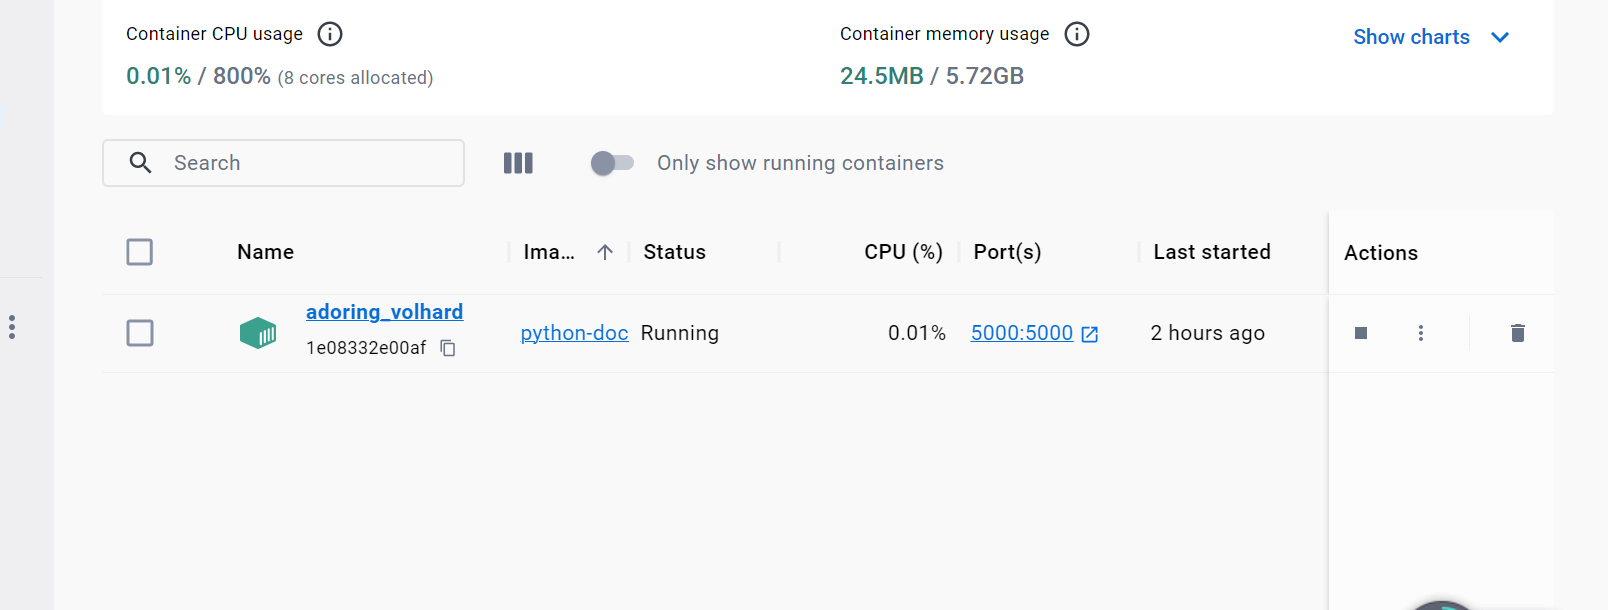 Container CPU usage
0.01% / 800% (8 cores allocated)
Container memory usage
24.5MB / 5.72GB
Show charts
Search
Only show running containers
Name Ima... Status CPU (%) Port(s) Last started Actions
adoring_volhard
1e08332e00af
python-doc Running 0.01% 5000:5000 2 hours ago